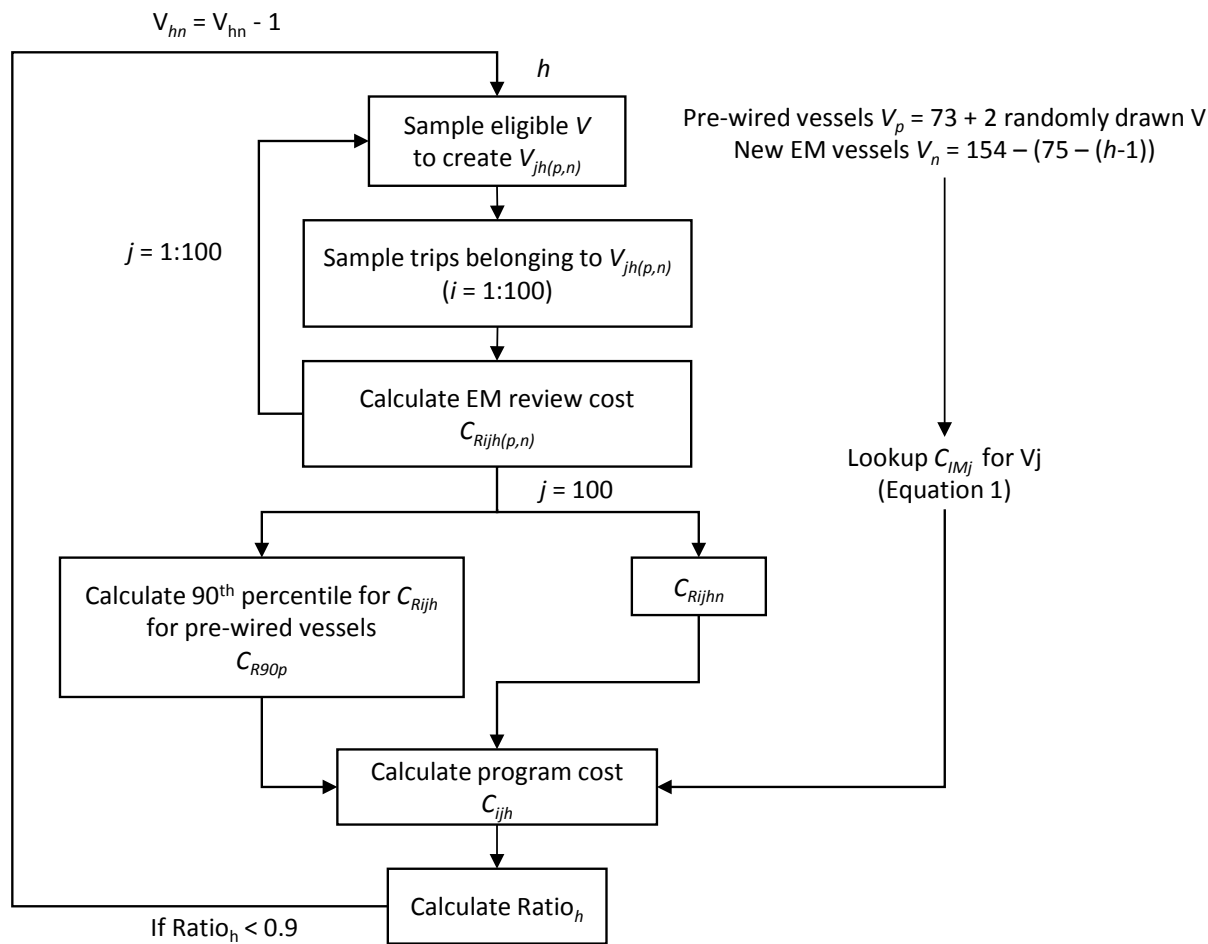 V_hn = V_hn - 1
h
Sample eligible V
to create V_jh(p,n)
Pre-wired vessels V_p = 73 + 2 randomly drawn V
New EM vessels V_n = 154 – (75 – (h-1))
j = 1:100
Sample trips belonging to V_jh(p,n)
(i = 1:100)
Calculate EM review cost
C_Rijh(p,n)
Lookup C_IMj for Vj
(Equation 1)
j = 100
Calculate 90th percentile for C_Rijh
for pre-wired vessels
C_R90p
C_Rijhn
Calculate program cost
C_ijh
Calculate Ratio_h
If Ratio_h < 0.9